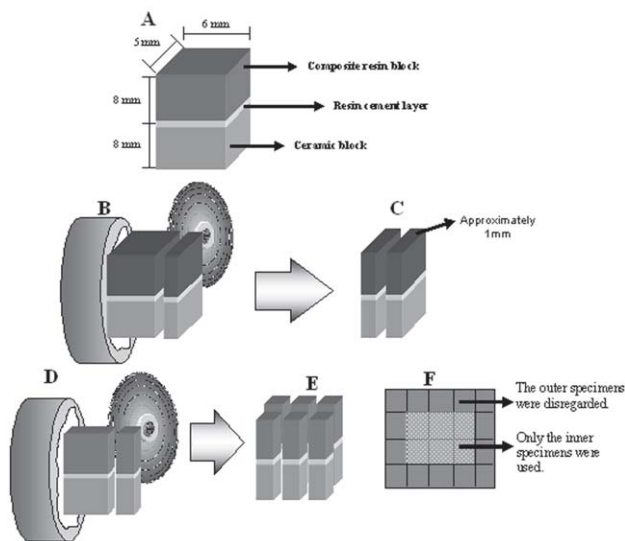 A
6 mm
5 mm
8 mm
8 mm
Composite resin block
Resin cement layer
Ceramic block
B
C
Approximately
1mm
D
E
F
The outer specimens
were disregarded.
Only the inner
specimens were
used.